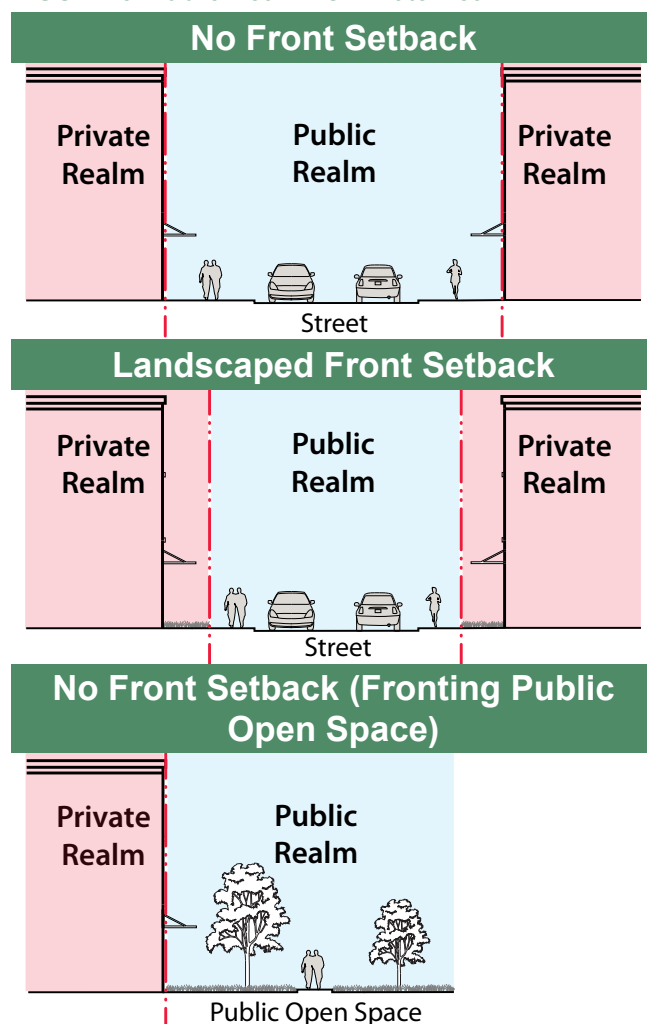 No Front Setback
Private Realm
Public Realm
Private Realm
Street
Landscaped Front Setback
Private Realm
Public Realm
Private Realm
Street
No Front Setback (Fronting Public
Open Space)
Private Realm
Public Realm
Public Open Space